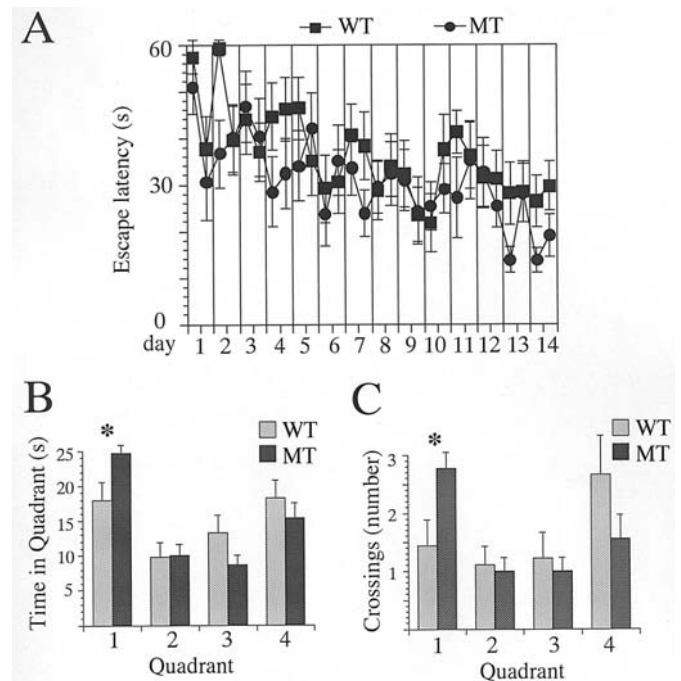 A
WT MT
Escape latency (s)
60
30
0
day 1 2 3 4 5 6 7 8 9 10 11 12 13 14
B
WT
MT
*
Time in Quadrant (s)
25
20
15
10
5
1 2 3 4
Quadrant
C
WT
MT
*
Crossings (number)
3
2
1
1 2 3 4
Quadrant